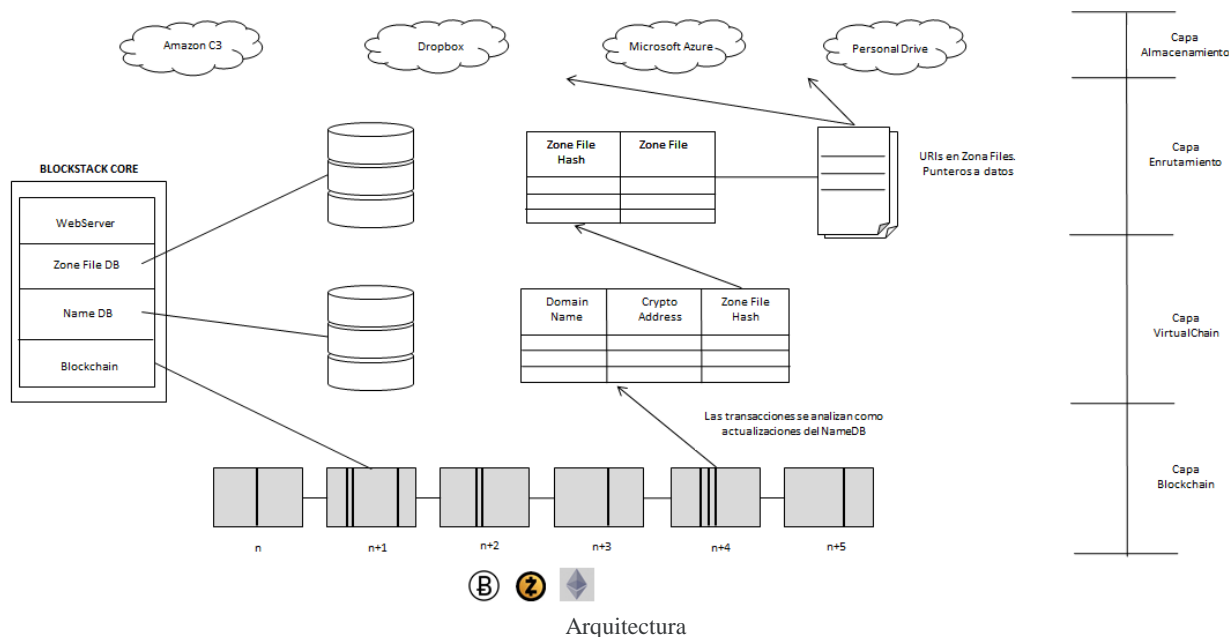 Amazon C3
Dropbox
Microsoft Azure
Personal Drive
Capa
Almacenamiento
BLOCKSTACK CORE
WebServer
Zone File DB
Name DB
Blockchain
Zone File
Hash
Zone File
URIs en Zona Files.
Punteros a datos
Capa
Enrutamiento
Domain
Name
Crypto
Address
Zone File
Hash
Capa
VirtualChain
Las transacciones se analizan como
actualizaciones del NameDB
Capa
Blockchain
n
n+1
n+2
n+3
n+4
n+5
Arquitectura